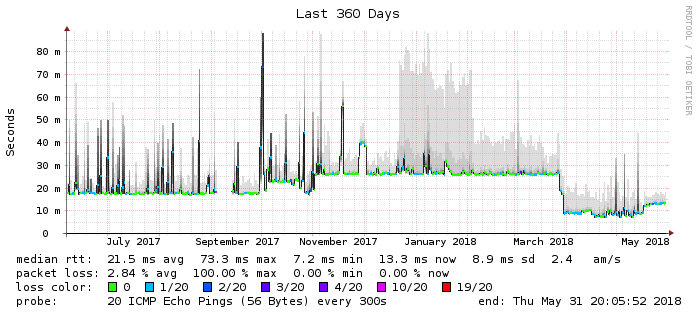 Last 360 Days
RRDTOOL / TOBI OETIKER
Seconds
80 m
70 m
60 m
50 m
40 m
30 m
20 m
10 m
0
July 2017 September 2017 November 2017 January 2018 March 2018 May 2018
median rtt: 21.5 ms avg 73.3 ms max 7.2 ms min 13.3 ms now 8.9 ms sd 2.4 am/s
packet loss: 2.84 % avg 100.00 % max 0.00 % min 0.00 % now
loss color: 0 1/20 2/20 3/20 4/20 10/20 19/20
probe: 20 ICMP Echo Pings (56 Bytes) every 300s end: Thu May 31 20:05:52 2018